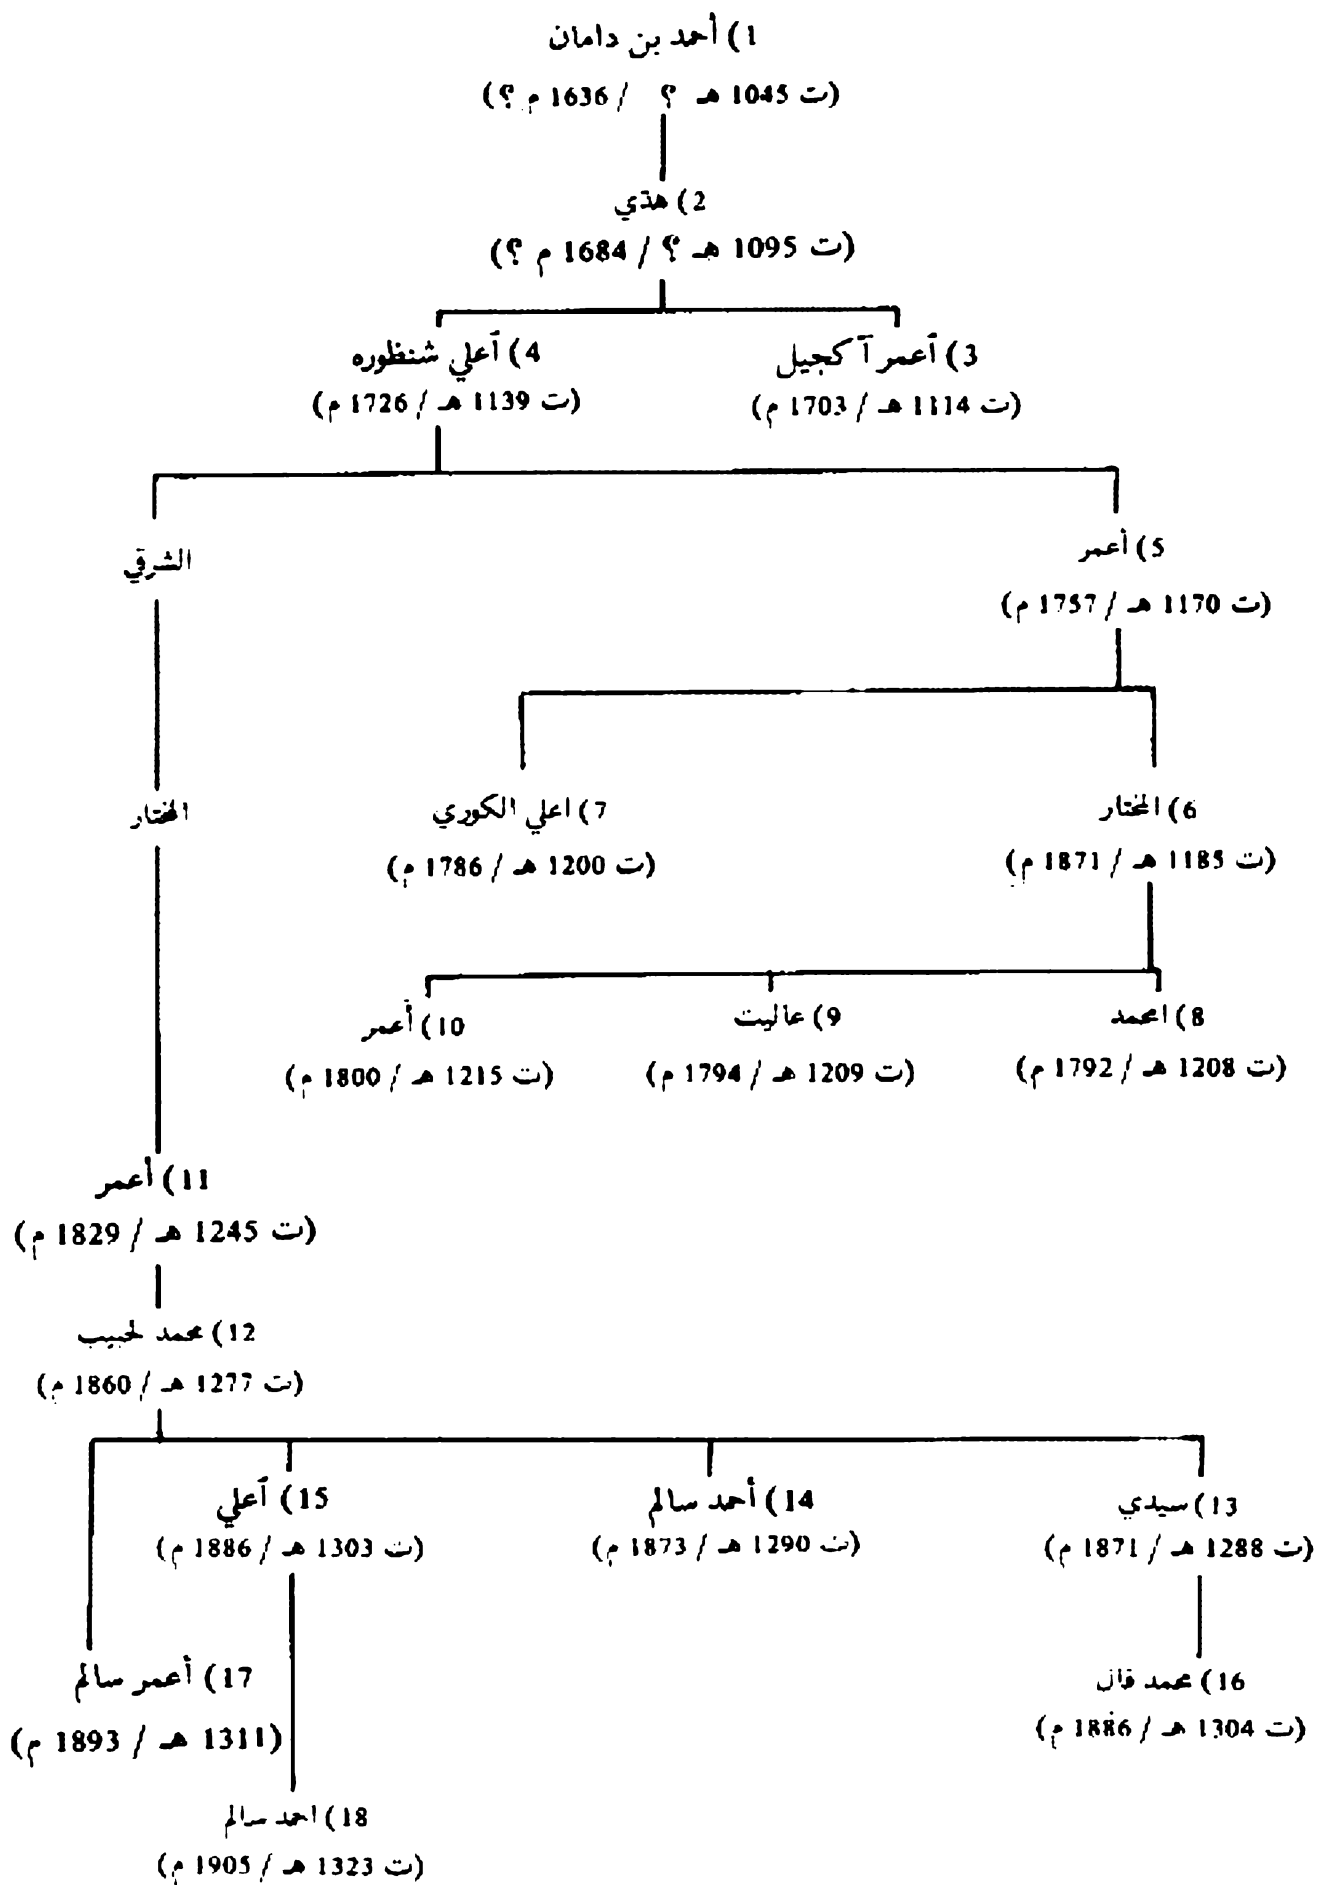 1) أحمد بن دامان
(ت 1045 هـ ؟ / 1636 م ؟)
2) هدّي
(ت 1095 هـ ؟ / 1684 م ؟)
3) أعمر آكجيل
(ت 1114 هـ / 1703 م)
4) أعلي شنظوره
(ت 1139 هـ / 1726 م)
5) أعمر
(ت 1170 هـ / 1757 م)
الشرقي
6) المختار
(ت 1185 هـ / 1871 م)
7) اعلي الكوري
(ت 1200 هـ / 1786 م)
المختار
8) امحمد
(ت 1208 هـ / 1792 م)
9) عاليت
(ت 1209 هـ / 1794 م)
10) أعمر
(ت 1215 هـ / 1800 م)
11) أعمر
(ت 1245 هـ / 1829 م)
12) محمد لحبيب
(ت 1277 هـ / 1860 م)
13) سيدي
(ت 1288 هـ / 1871 م)
14) أحمد سالم
(ت 1290 هـ / 1873 م)
15) أعلي
(ت 1303 هـ / 1886 م)
16) محمد فال
(ت 1304 هـ / 1886 م)
17) أعمر سالم
(1311 هـ / 1893 م)
18) احمد سالم
(ت 1323 هـ / 1905 م)